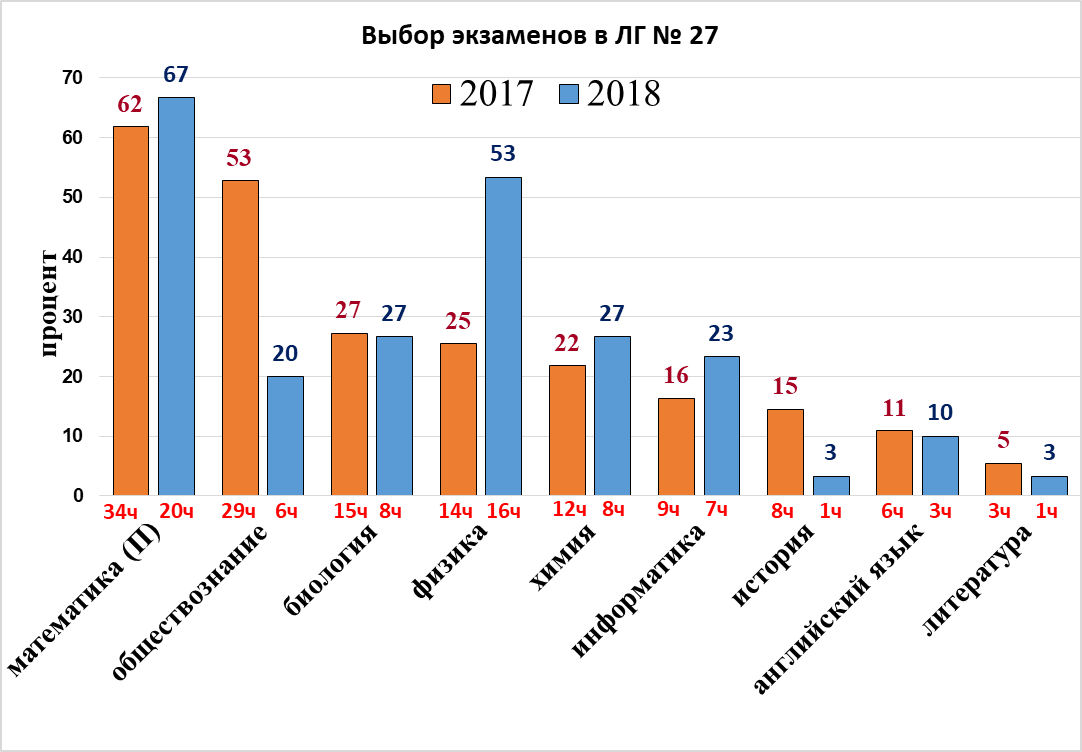 Выбор экзаменов в ЛГ № 27
2017 2018
процент
70
60
50
40
30
20
10
0
62 67
53 20
27 27
25 53
22 27
16 23
15 3
11 10
5 3
34ч 20ч 29ч 6ч 15ч 8ч 14ч 16ч 12ч 8ч 9ч 7ч 8ч 1ч 6ч 3ч 3ч 1ч
математика (II)
обществознание
биология
физика
химия
информатика
история
английский язык
литература